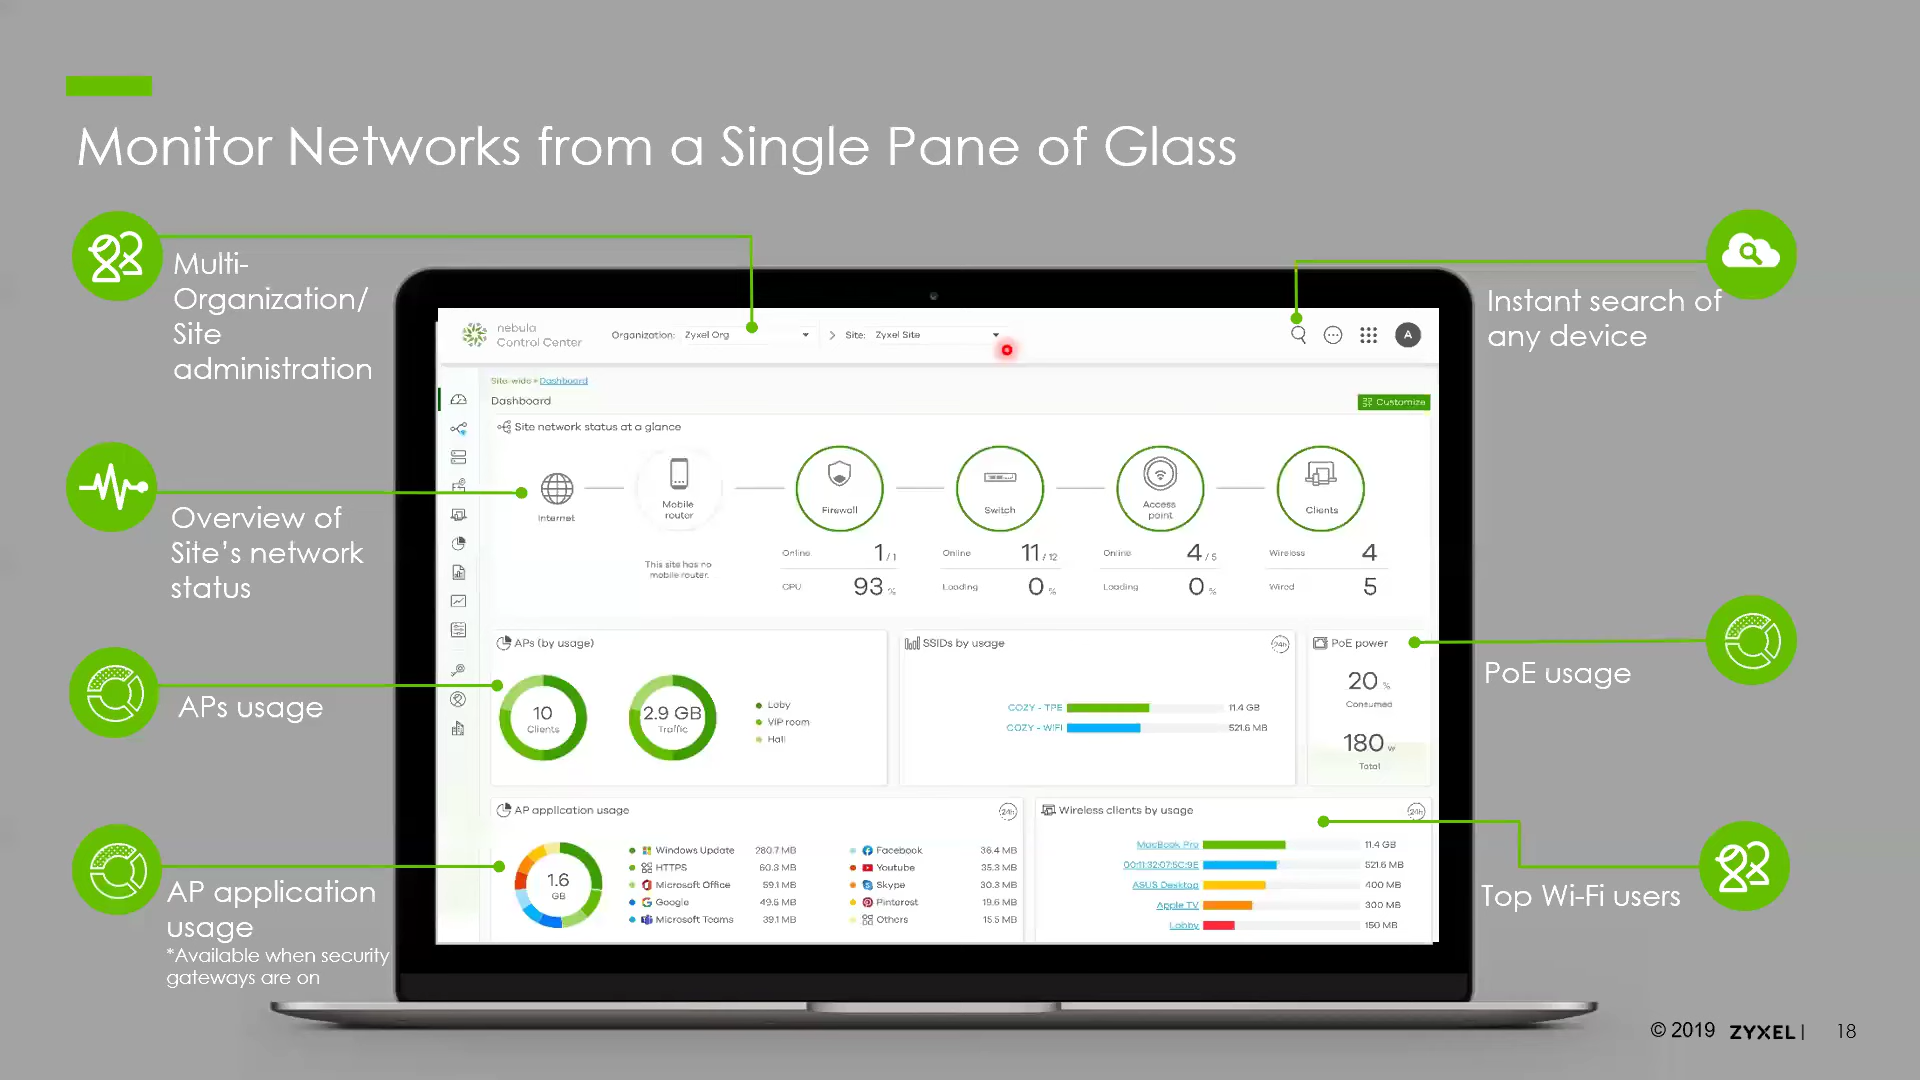 Monitor Networks from a Single Pane of Glass
Multi-
Organization/
Site
administration
Overview of
Site's network
status
APs usage
AP application
usage
*Available when security
gateways are on
nebula
Control Center
Organization: Zyxel Org
Site: Zyxel Site
A
Site-wide » Dashboard
Dashboard
Customize
Site network status at a glance
Internet
Mobile
router
This site has no
mobile router.
Firewall
Online 1 / 1
CPU 93 %
Switch
Online 11 / 12
Loading 0 %
Access
point
Online 4 / 5
Loading 0 %
Clients
Wireless 4
Wired 5
APs (by usage)
10
Clients
2.9 GB
Traffic
Loby
VIP room
Hall
SSIDs by usage
24h
COZY - TPE 11.4 GB
COZY - WIFI 521.6 MB
PoE power
20 %
Consumed
180 w
Total
AP application usage
24h
1.6
GB
Windows Update 280.7 MB
HTTPS 60.3 MB
Microsoft Office 59.1 MB
Google 49.5 MB
Microsoft Teams 39.1 MB
Facebook 36.4 MB
Youtube 35.3 MB
Skype 30.3 MB
Pinterest 19.6 MB
Others 15.5 MB
Wireless clients by usage
24h
MacBook Pro 11.4 GB
00:11:32:07:5C:9E 521.6 MB
ASUS Desktop 400 MB
Apple TV 300 MB
Lobby 150 MB
Instant search of
any device
PoE usage
Top Wi-Fi users
© 2019 ZYXEL | 18